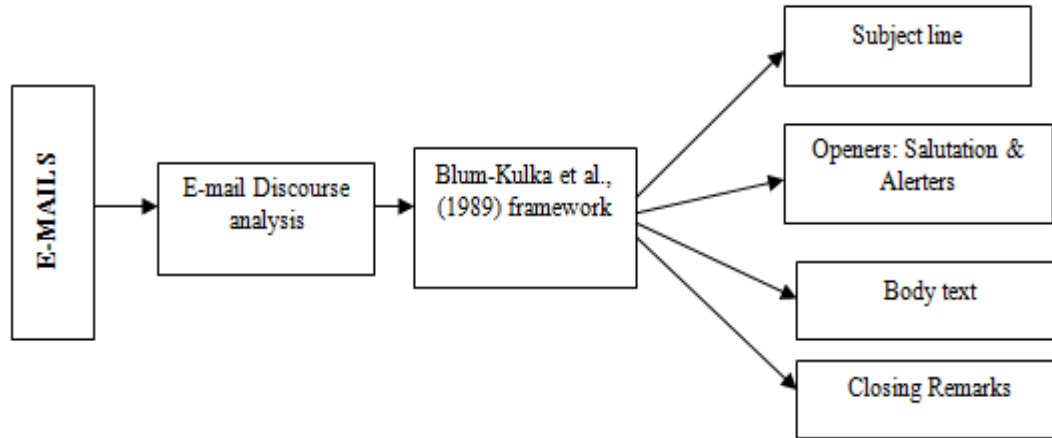 E-MAILS
E-mail Discourse
analysis
Blum-Kulka et al.,
(1989) framework
Subject line
Openers: Salutation &
Alerters
Body text
Closing Remarks